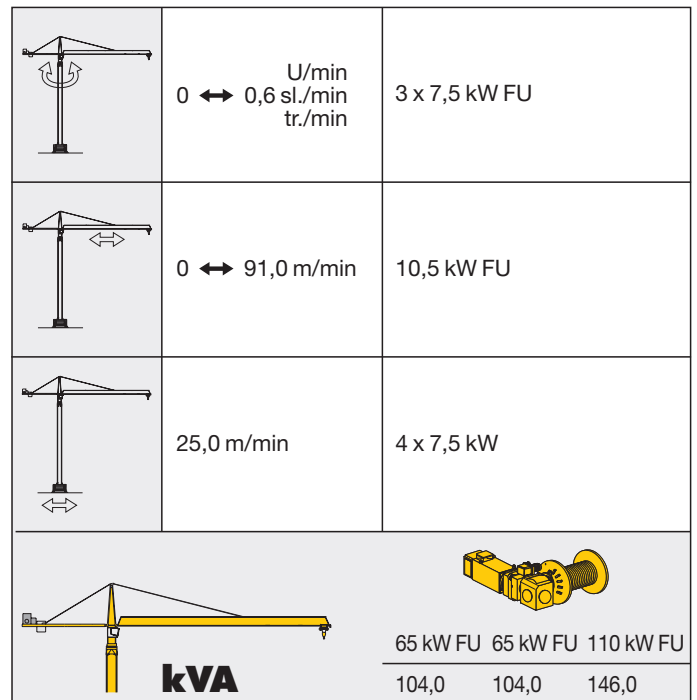 U/min
0 ↔ 0,6 sl./min
tr./min
3 x 7,5 kW FU
0 ↔ 91,0 m/min
10,5 kW FU
25,0 m/min
4 x 7,5 kW
65 kW FU 65 kW FU 110 kW FU
kVA
104,0 104,0 146,0